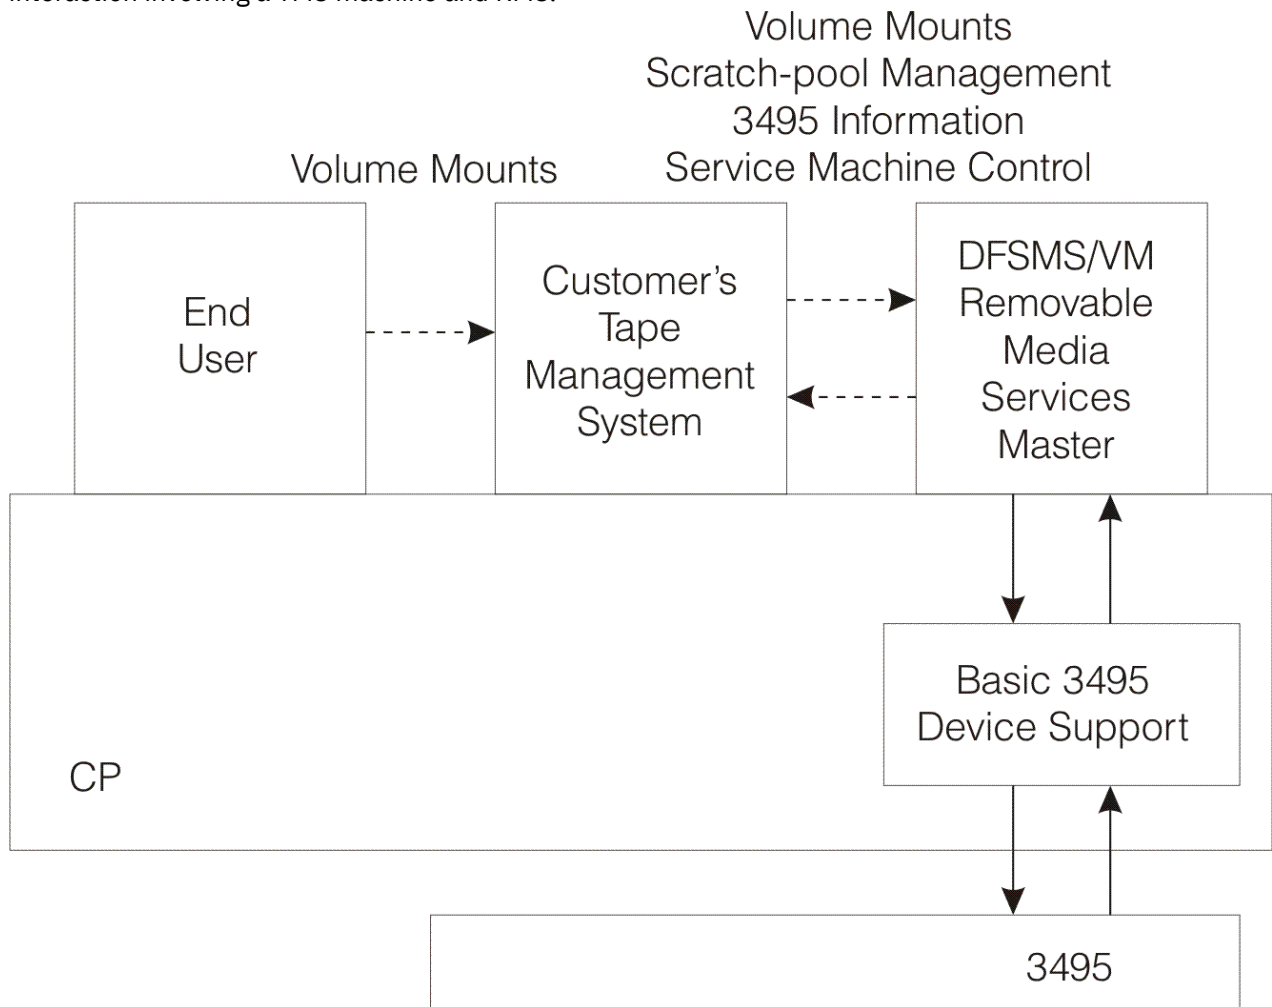 Volume Mounts
Scratch-pool Management
3495 Information
Service Machine Control
Volume Mounts
End
User
Customer’s
Tape
Management
System
DFSMS/VM
Removable
Media
Services
Master
Basic 3495
Device Support
CP
3495